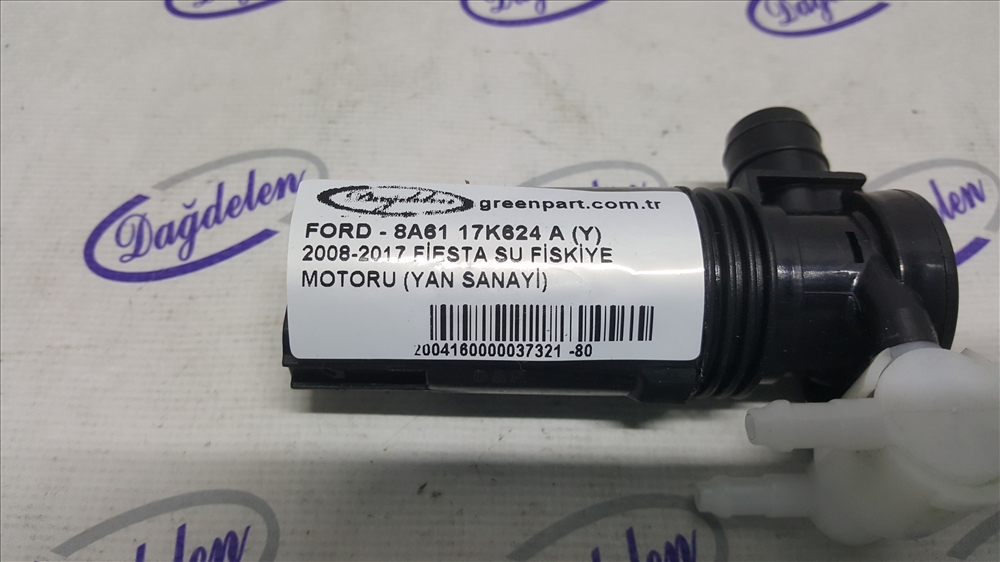 Dağdelen
Dağdelen greenpart.com.tr
FORD - 8A61 17K624 A (Y)
2008-2017 FİESTA SU FİSKİYE
MOTORU (YAN SANAYİ)
2004160000037321 -80
Dağdelen
Dağdelen